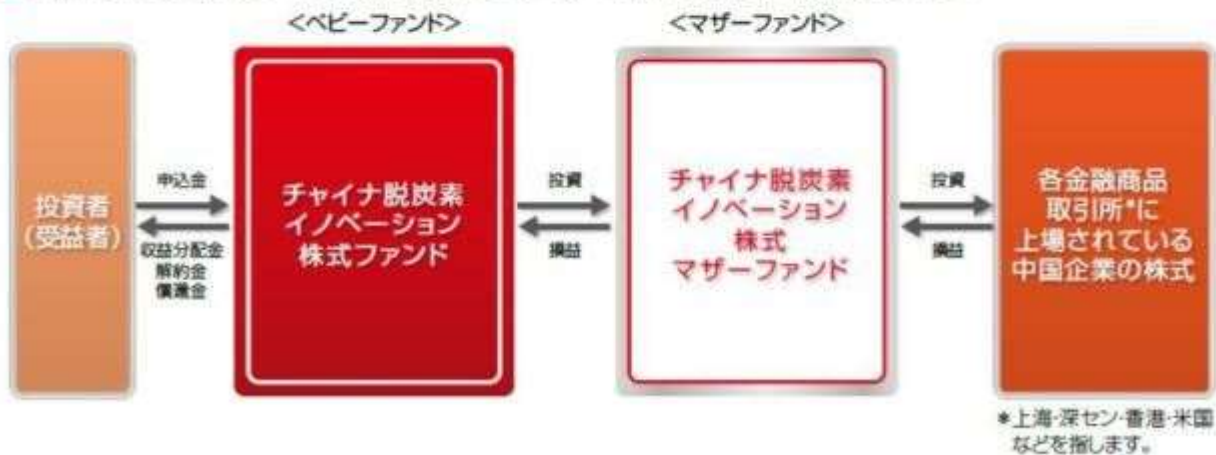 <ベビーファンド>
<マザーファンド>
投資者
(受益者)
申込金
収益分配金
解約金
償還金
チャイナ脱炭素
イノベーション
株式ファンド
投資
損益
チャイナ脱炭素
イノベーション
株式
マザーファンド
投資
損益
各金融商品
取引所*に
上場されている
中国企業の株式
*上海・深セン・香港・米国
などを指します。